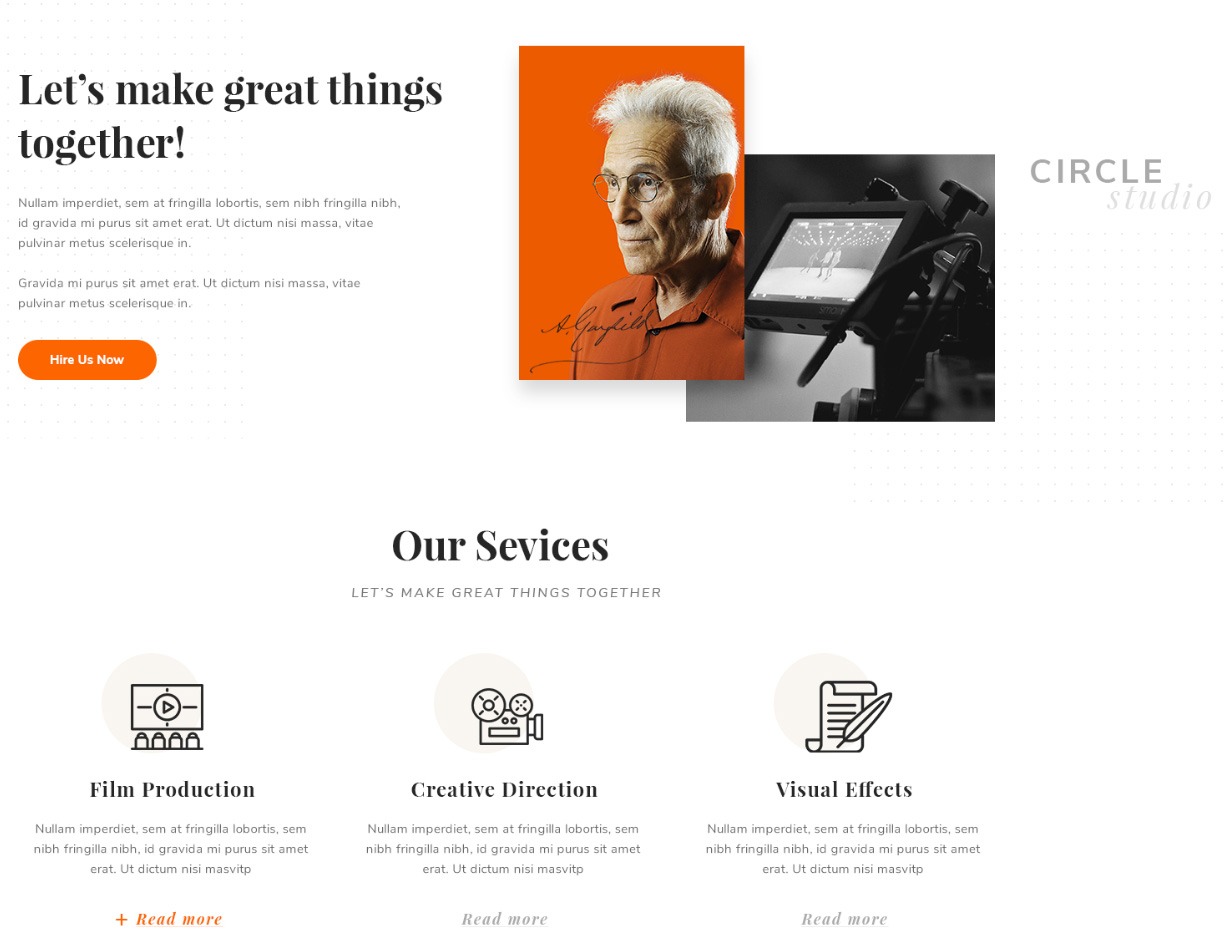 Let's make great things
together!
Nullam imperdiet, sem at fringilla lobortis, sem nibh fringilla nibh,
id gravida mi purus sit amet erat. Ut dictum nisi massa, vitae
pulvinar metus scelerisque in.
Gravida mi purus sit amet erat. Ut dictum nisi massa, vitae
pulvinar metus scelerisque in.
Hire Us Now
A. Garfield
CIRCLE
studio
Our Sevices
LET'S MAKE GREAT THINGS TOGETHER
Film Production
Nullam imperdiet, sem at fringilla lobortis, sem
nibh fringilla nibh, id gravida mi purus sit amet
erat. Ut dictum nisi masvitp
+ Read more
Creative Direction
Nullam imperdiet, sem at fringilla lobortis, sem
nibh fringilla nibh, id gravida mi purus sit amet
erat. Ut dictum nisi masvitp
Read more
Visual Effects
Nullam imperdiet, sem at fringilla lobortis, sem
nibh fringilla nibh, id gravida mi purus sit amet
erat. Ut dictum nisi masvitp
Read more